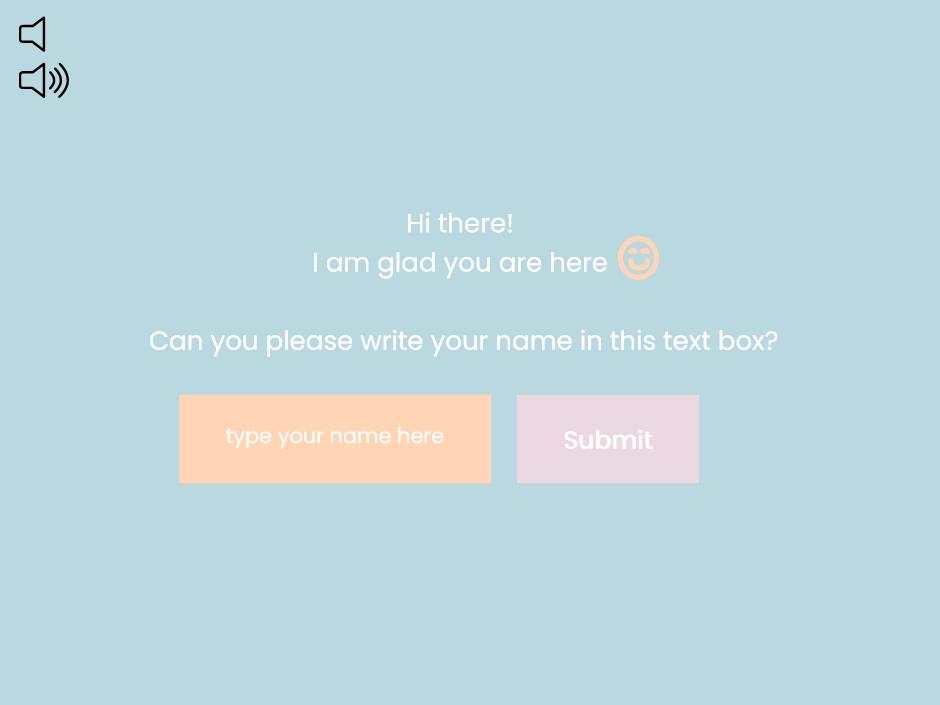 Hi there!
I am glad you are here
Can you please write your name in this text box?
type your name here
Submit